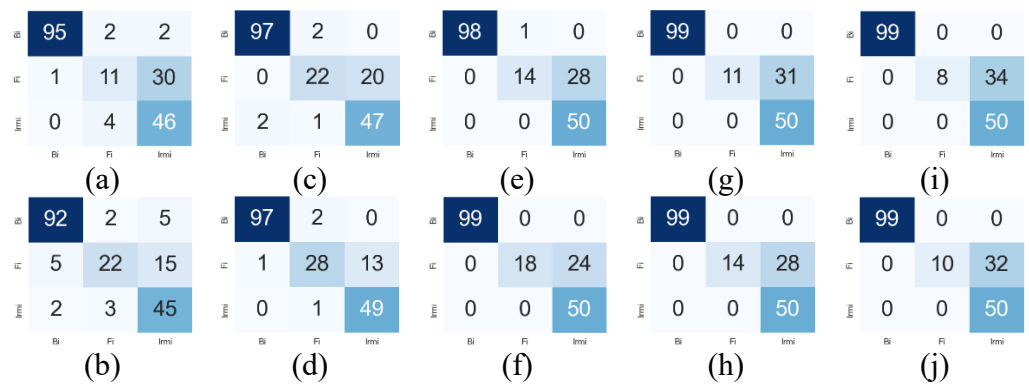 Bi 95 2 2
Fi 1 11 30
Irmi 0 4 46
Bi Fi Irmi
(a)
Bi 97 2 0
Fi 0 22 20
Irmi 2 1 47
Bi Fi Irmi
(c)
Bi 98 1 0
Fi 0 14 28
Irmi 0 0 50
Bi Fi Irmi
(e)
Bi 99 0 0
Fi 0 11 31
Irmi 0 0 50
Bi Fi Irmi
(g)
Bi 99 0 0
Fi 0 8 34
Irmi 0 0 50
Bi Fi Irmi
(i)
Bi 92 2 5
Fi 5 22 15
Irmi 2 3 45
Bi Fi Irmi
(b)
Bi 97 2 0
Fi 1 28 13
Irmi 0 1 49
Bi Fi Irmi
(d)
Bi 99 0 0
Fi 0 18 24
Irmi 0 0 50
Bi Fi Irmi
(f)
Bi 99 0 0
Fi 0 14 28
Irmi 0 0 50
Bi Fi Irmi
(h)
Bi 99 0 0
Fi 0 10 32
Irmi 0 0 50
Bi Fi Irmi
(j)